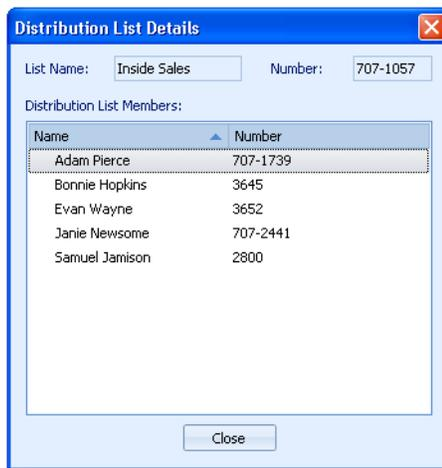 Distribution List Details
List Name: Inside Sales Number: 707-1057
Distribution List Members:
Name Number
Adam Pierce 707-1739
Bonnie Hopkins 3645
Evan Wayne 3652
Janie Newsome 707-2441
Samuel Jamison 2800
Close